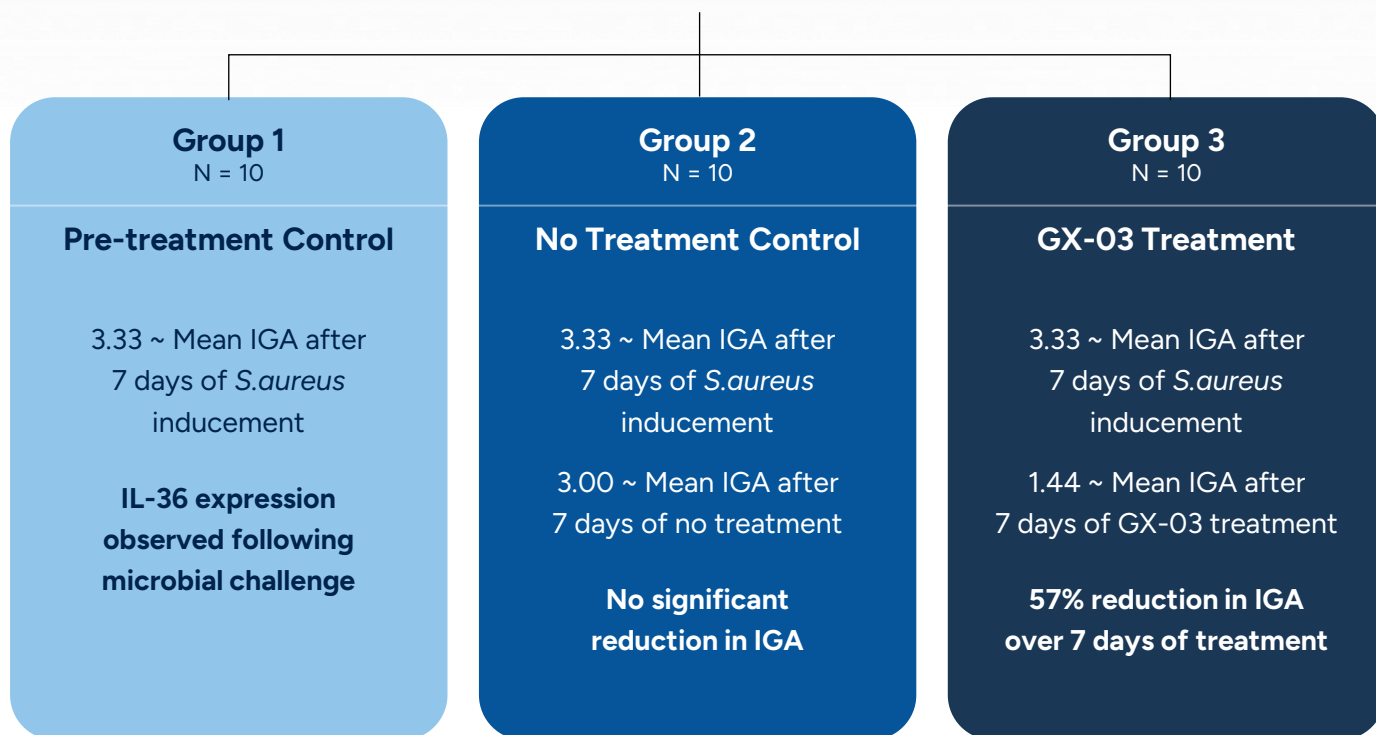 Group 1
N = 10
Pre-treatment Control
3.33 ~ Mean IGA after
7 days of S.aureus
inducement
IL-36 expression
observed following
microbial challenge
Group 2
N = 10
No Treatment Control
3.33 ~ Mean IGA after
7 days of S.aureus
inducement
3.00 ~ Mean IGA after
7 days of no treatment
No significant
reduction in IGA
Group 3
N = 10
GX-03 Treatment
3.33 ~ Mean IGA after
7 days of S.aureus
inducement
1.44 ~ Mean IGA after
7 days of GX-03 treatment
57% reduction in IGA
over 7 days of treatment